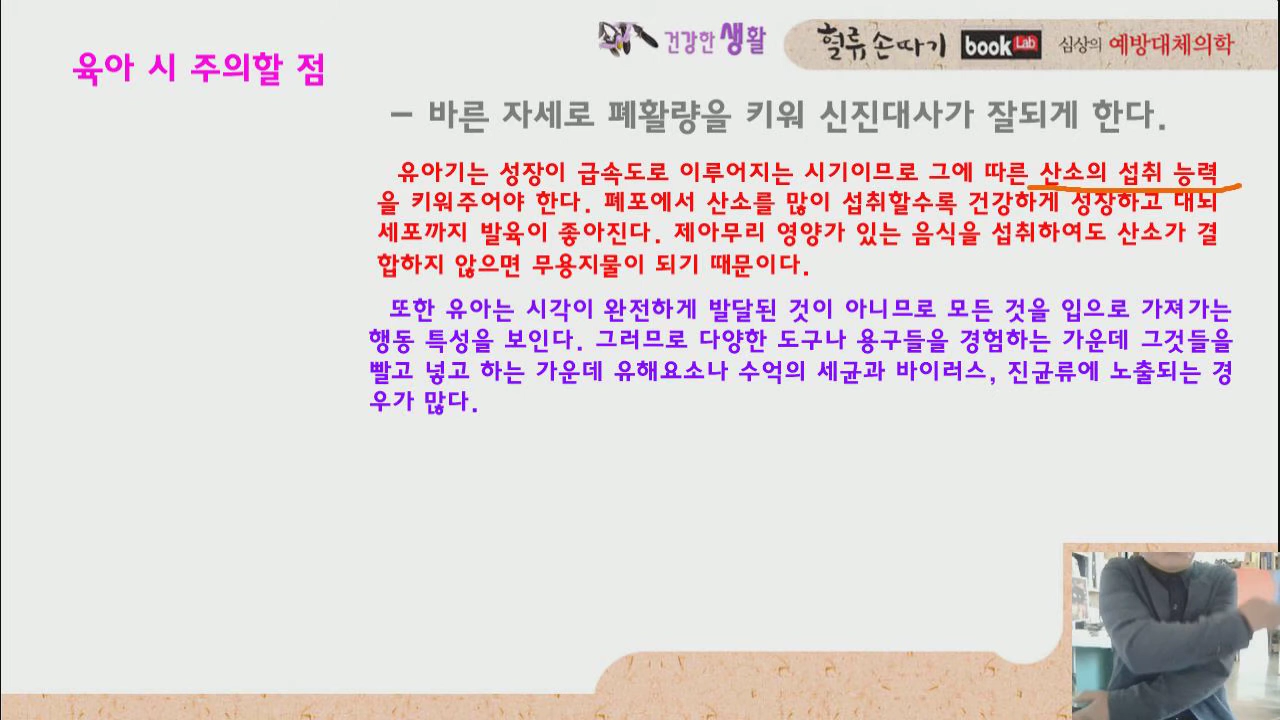 건강한 생활
혈류 손따기 book Lab 심상의 예방대체의학
육아 시 주의할 점
- 바른 자세로 폐활량을 키워 신진대사가 잘되게 한다.
유아기는 성장이 급속도로 이루어지는 시기이므로 그에 따른 산소의 섭취 능력
을 키워주어야 한다. 폐포에서 산소를 많이 섭취할수록 건강하게 성장하고 대뇌
세포까지 발육이 좋아진다. 제아무리 영양가 있는 음식을 섭취하여도 산소가 결
합하지 않으면 무용지물이 되기 때문이다.
또한 유아는 시각이 완전하게 발달된 것이 아니므로 모든 것을 입으로 가져가는
행동 특성을 보인다. 그러므로 다양한 도구나 용구들을 경험하는 가운데 그것들을
빨고 넣고 하는 가운데 유해요소나 수억의 세균과 바이러스, 진균류에 노출되는 경
우가 많다.